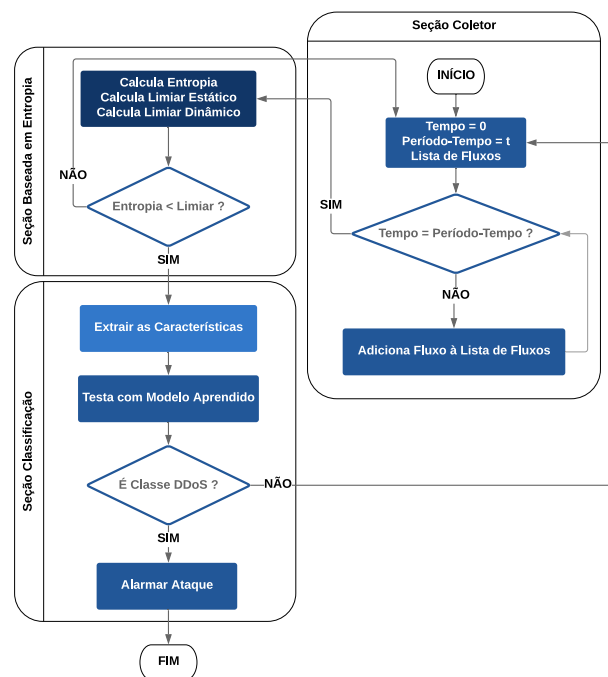 Seção Coletor
INÍCIO
Tempo = 0
Período-Tempo = t
Lista de Fluxos
Tempo = Período-Tempo ?
SIM
NÃO
Adiciona Fluxo à Lista de Fluxos
Seção Baseada em Entropia
Calcula Entropia
Calcula Limiar Estático
Calcula Limiar Dinâmico
NÃO
Entropia < Limiar ?
SIM
Seção Classificação
Extrair as Características
Testa com Modelo Aprendido
É Classe DDoS ?
NÃO
SIM
Alarmar Ataque
FIM